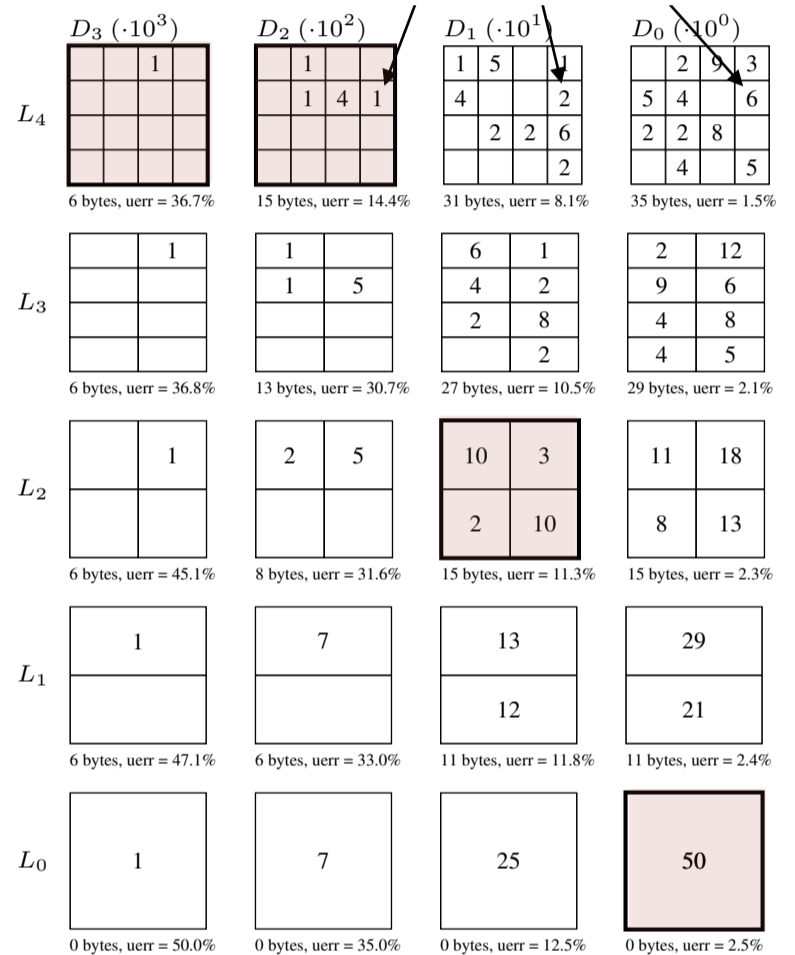 D₃ (·10³) D₂ (·10²) D₁ (·10¹) D₀ (·10⁰)
1 1 1 5 1 2 9 3
L₄ 1 4 1 4 2 5 4 6
2 2 6 2 2 8
2 4 5
6 bytes, uerr = 36.7% 15 bytes, uerr = 14.4% 31 bytes, uerr = 8.1% 35 bytes, uerr = 1.5%
1 1 6 1 2 12
L₃ 1 5 4 2 9 6
2 8 4 8
2 4 5
6 bytes, uerr = 36.8% 13 bytes, uerr = 30.7% 27 bytes, uerr = 10.5% 29 bytes, uerr = 2.1%
1 2 5 10 3 11 18
L₂
2 10 8 13
6 bytes, uerr = 45.1% 8 bytes, uerr = 31.6% 15 bytes, uerr = 11.3% 15 bytes, uerr = 2.3%
1 7 13 29
L₁
12 21
6 bytes, uerr = 47.1% 6 bytes, uerr = 33.0% 11 bytes, uerr = 11.8% 11 bytes, uerr = 2.4%
L₀ 1 7 25 50
0 bytes, uerr = 50.0% 0 bytes, uerr = 35.0% 0 bytes, uerr = 12.5% 0 bytes, uerr = 2.5%